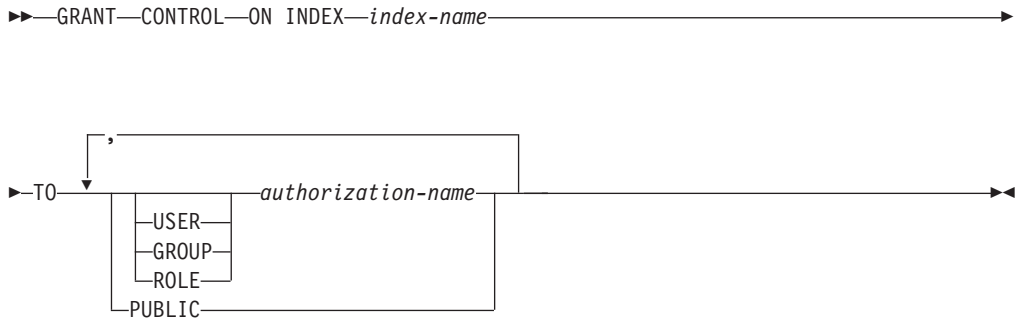 GRANT CONTROL ON INDEX index-name
,
TO authorization-name
USER
GROUP
ROLE
PUBLIC